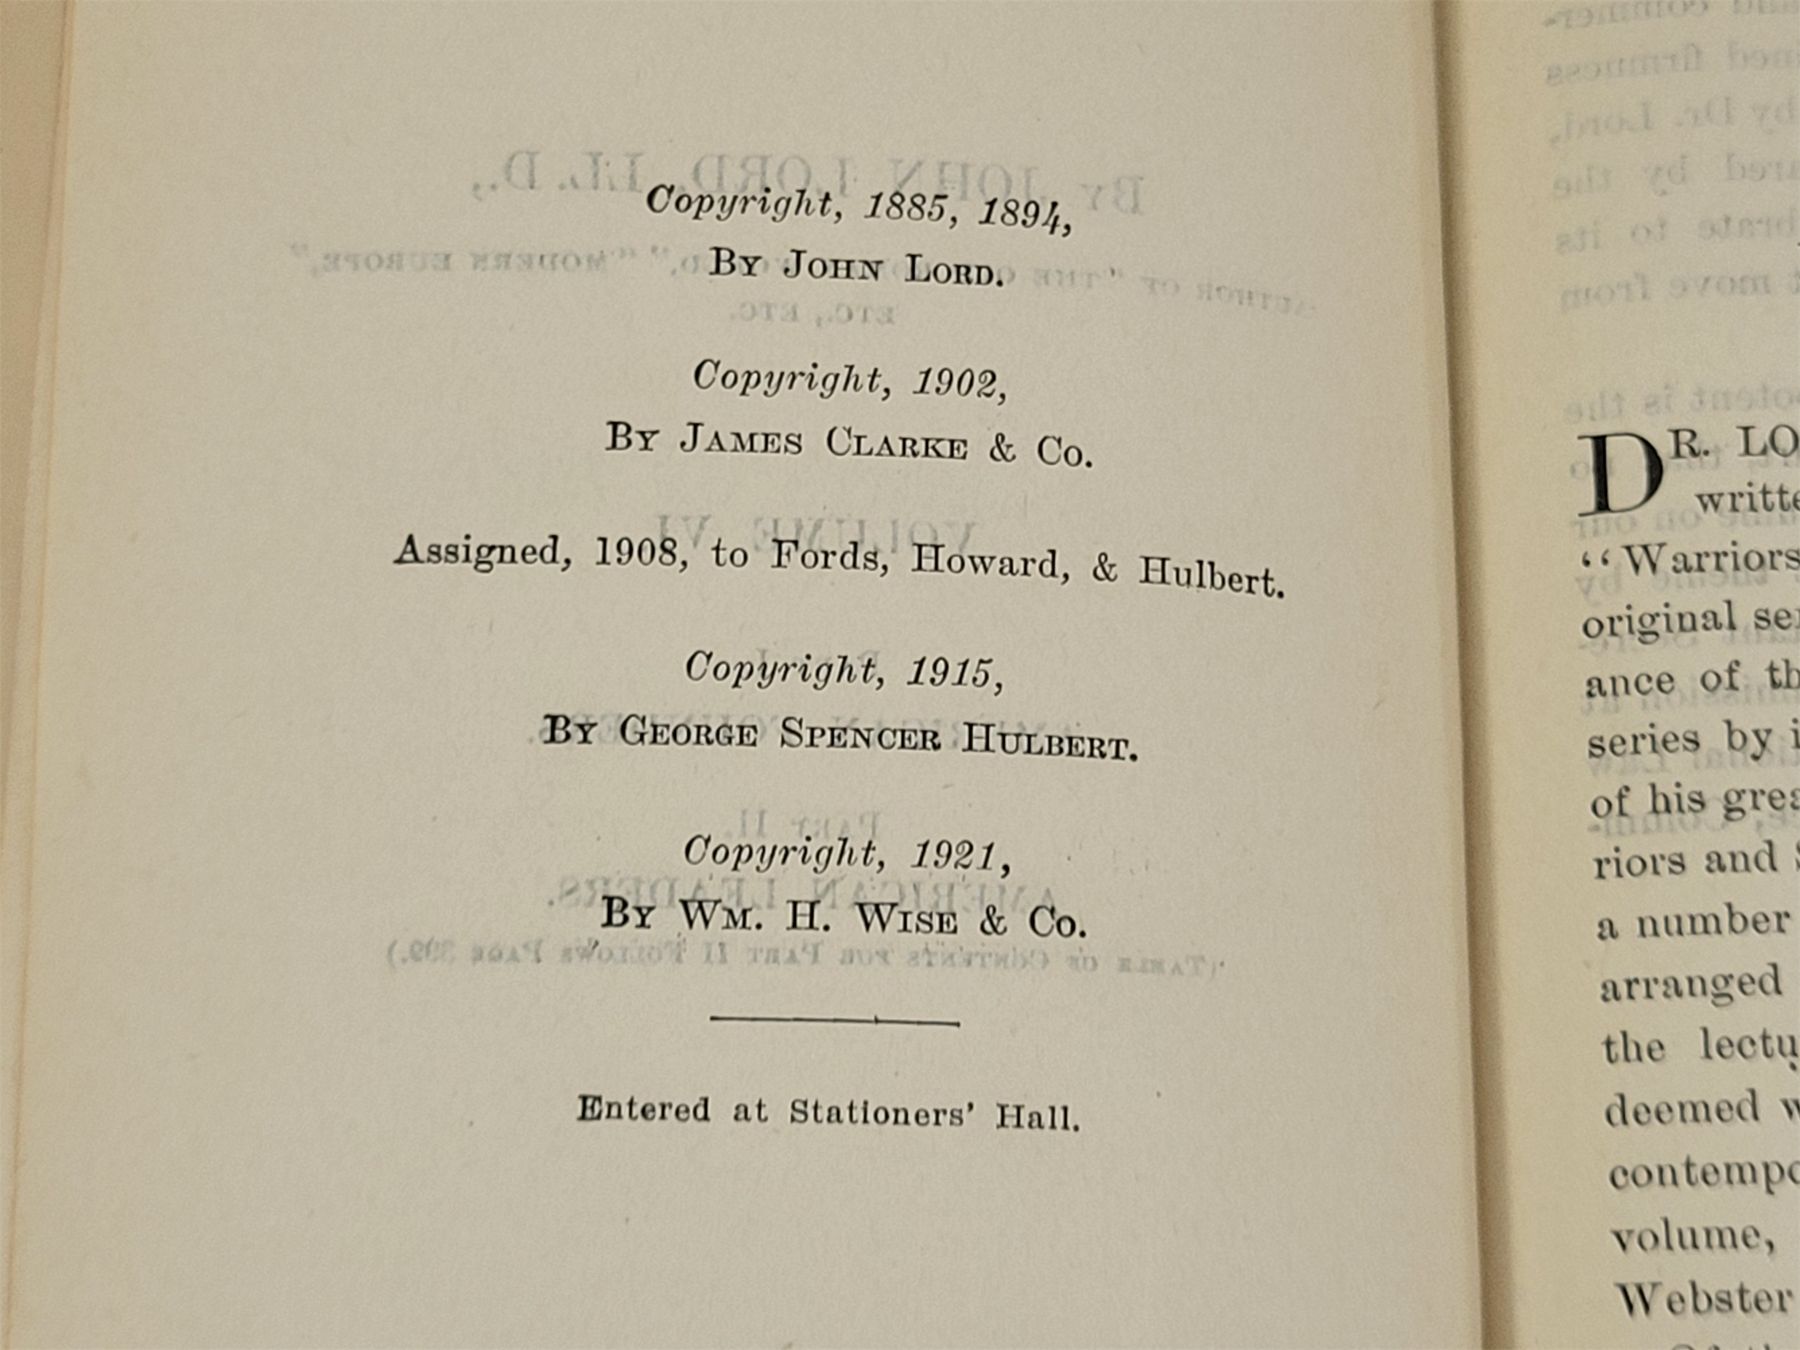 Copyright, 1885, 1894,
By John Lord.
Copyright, 1902,
By James Clarke & Co.
Assigned, 1908, to Fords, Howard, & Hulbert.
Copyright, 1915,
By George Spencer Hulbert.
Copyright, 1921,
By Wm. H. Wise & Co.
Entered at Stationers' Hall.
DR. LO
writte
“Warriors
original se
ance of th
series by i
of his grea
riors and S
a number
arranged
the lectu
deemed w
contempo
volume,
Webster